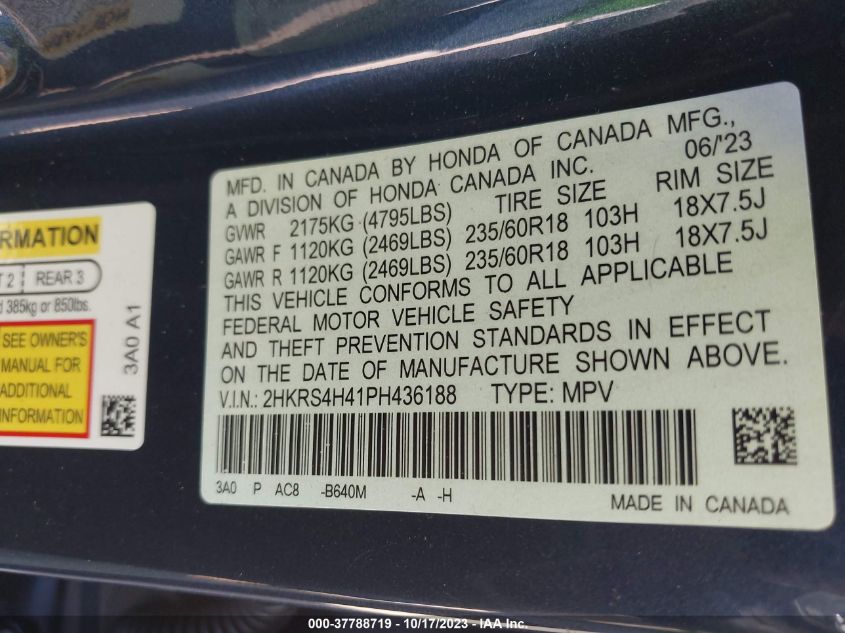 MFD. IN CANADA BY HONDA OF CANADA MFG.,
A DIVISION OF HONDA CANADA INC. 06/'23
GVWR 2175KG (4795LBS) TIRE SIZE RIM SIZE
GAWR F 1120KG (2469LBS) 235/60R18 103H 18X7.5J
GAWR R 1120KG (2469LBS) 235/60R18 103H 18X7.5J
THIS VEHICLE CONFORMS TO ALL APPLICABLE
FEDERAL MOTOR VEHICLE SAFETY
AND THEFT PREVENTION STANDARDS IN EFFECT
ON THE DATE OF MANUFACTURE SHOWN ABOVE.
V.I.N.: 2HKRS4H41PH436188 TYPE: MPV
3A0 P AC8 -B640M -A -H
MADE IN CANADA
RMATION
2 REAR 3
385kg or 850lbs.
SEE OWNER'S
MANUAL FOR
ADDITIONAL
INFORMATION
3A0 A1
000-37788719 - 10/17/2023 - IAA Inc.